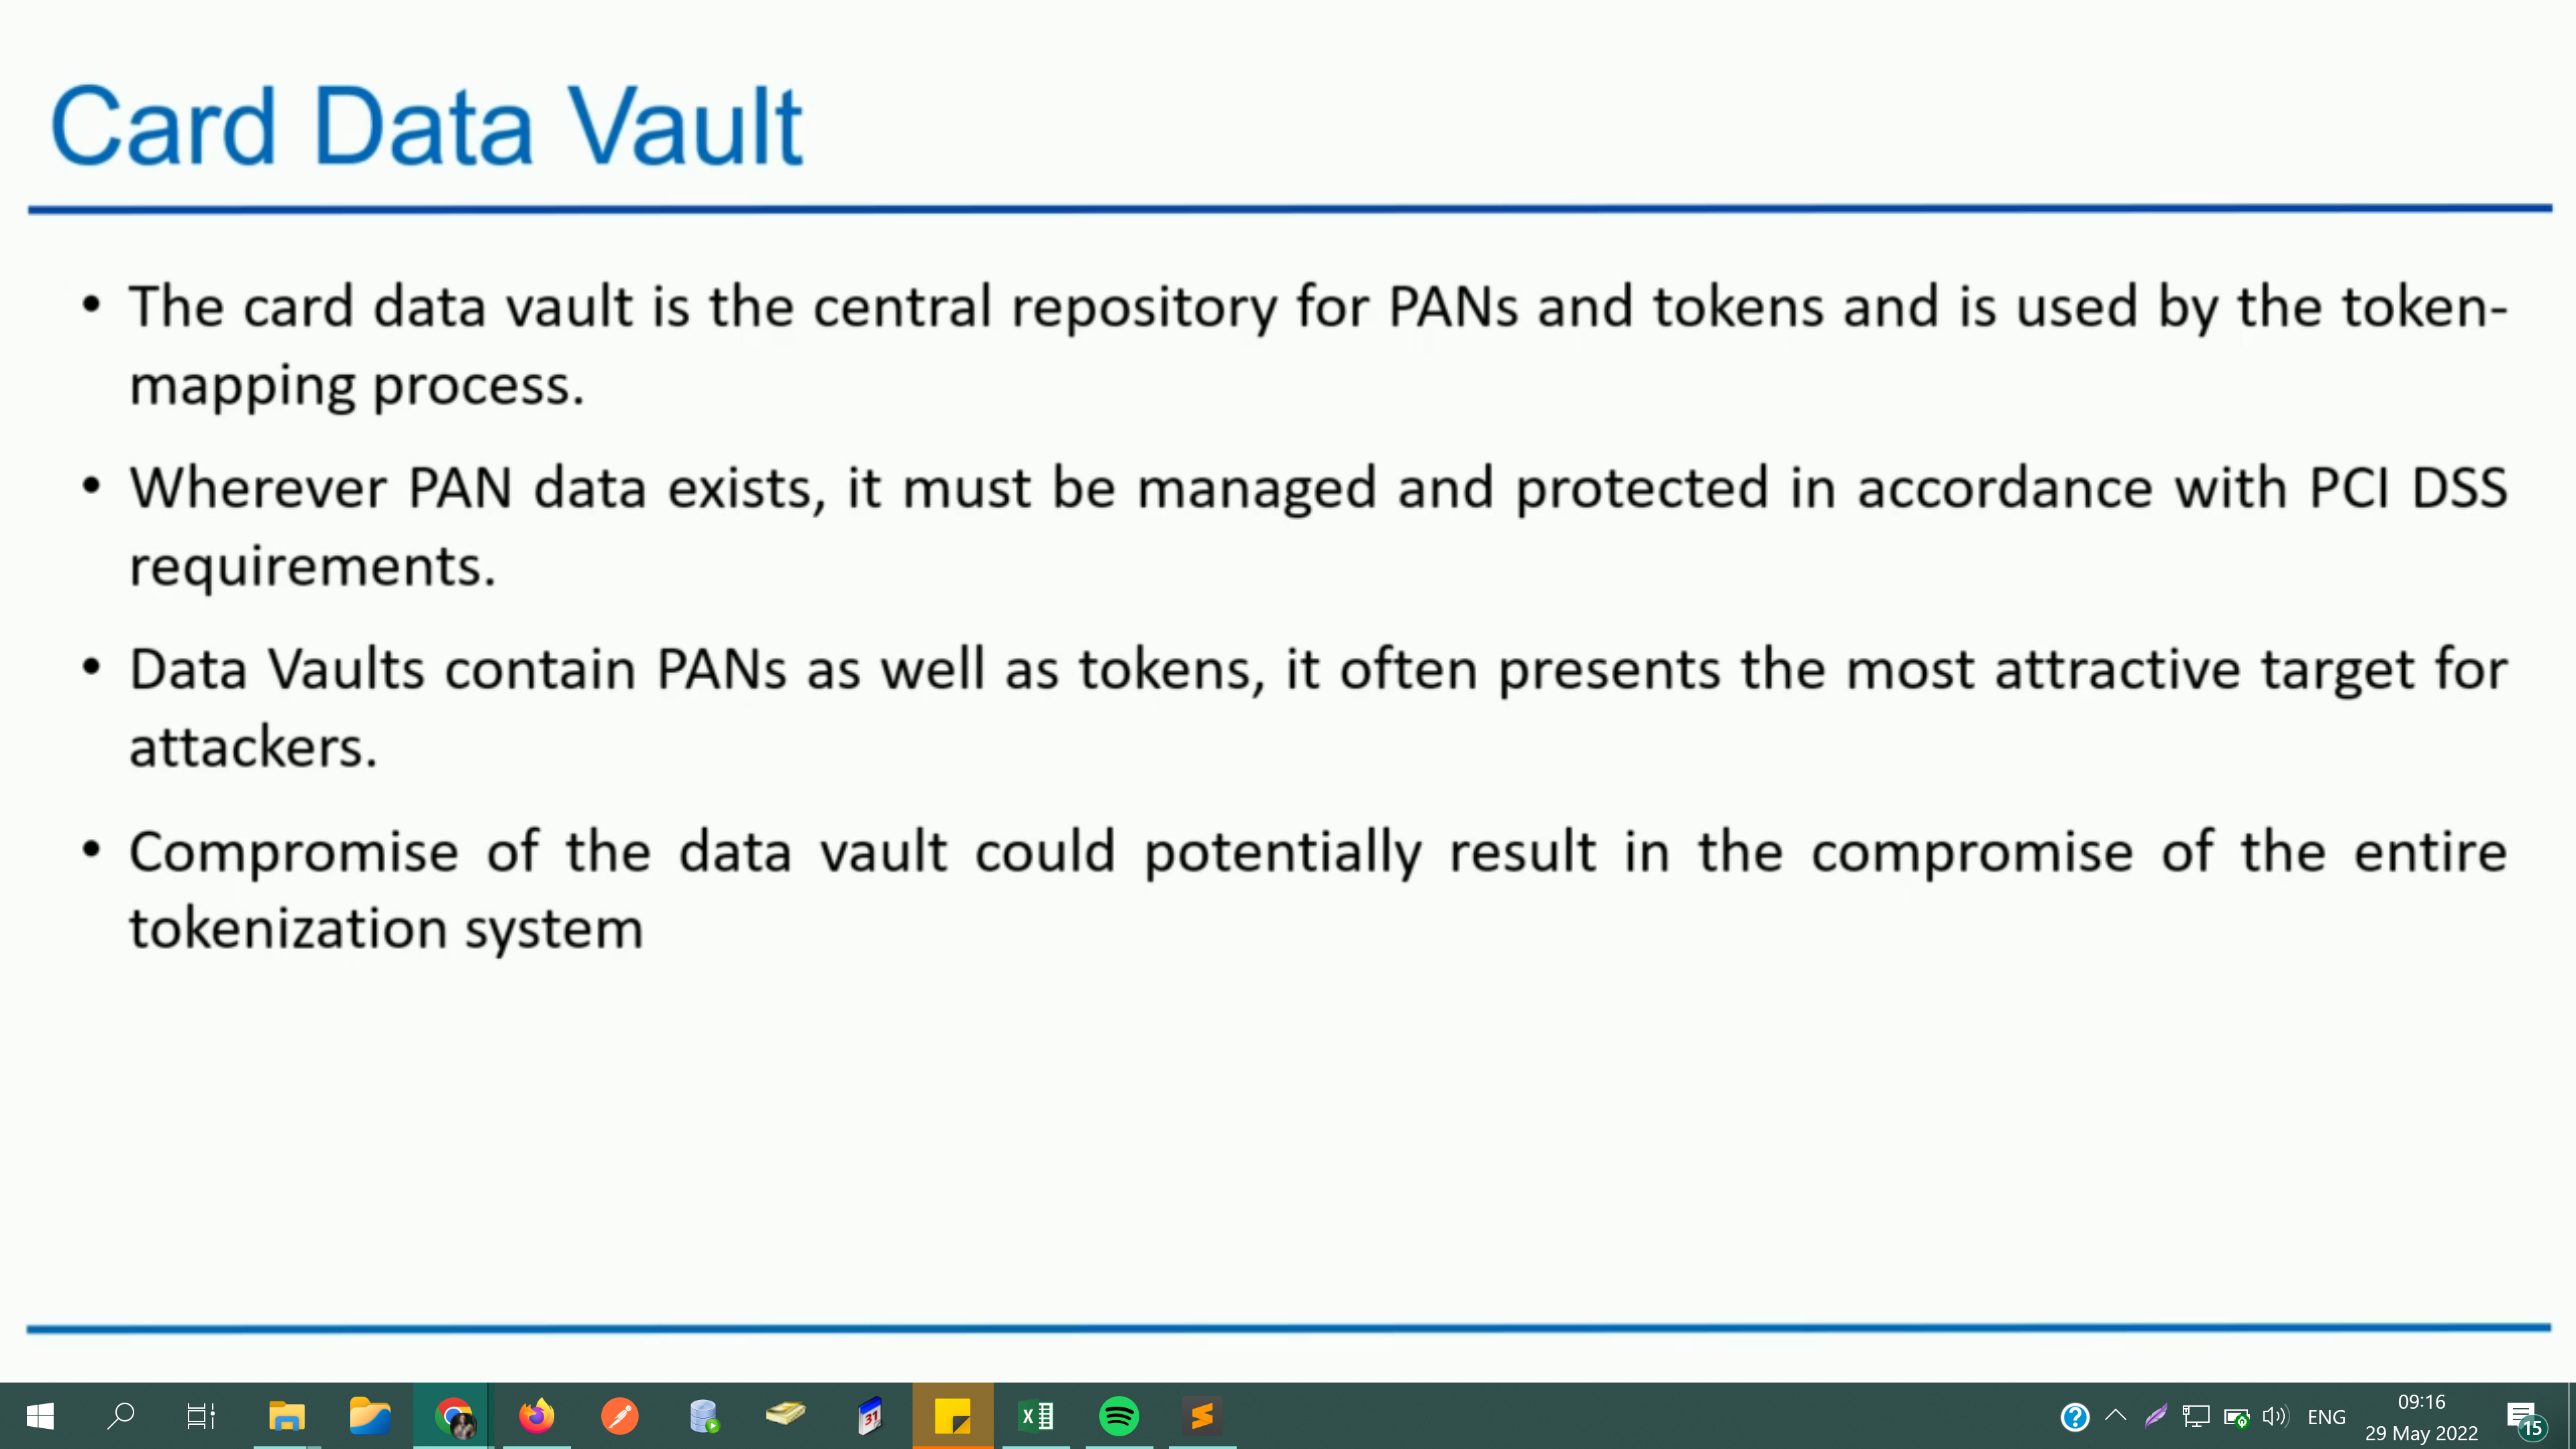 Card Data Vault
• The card data vault is the central repository for PANs and tokens and is used by the token-
mapping process.
• Wherever PAN data exists, it must be managed and protected in accordance with PCI DSS
requirements.
• Data Vaults contain PANs as well as tokens, it often presents the most attractive target for
attackers.
• Compromise of the data vault could potentially result in the compromise of the entire
tokenization system
31
X
?
ENG
09:16
29 May 2022
15